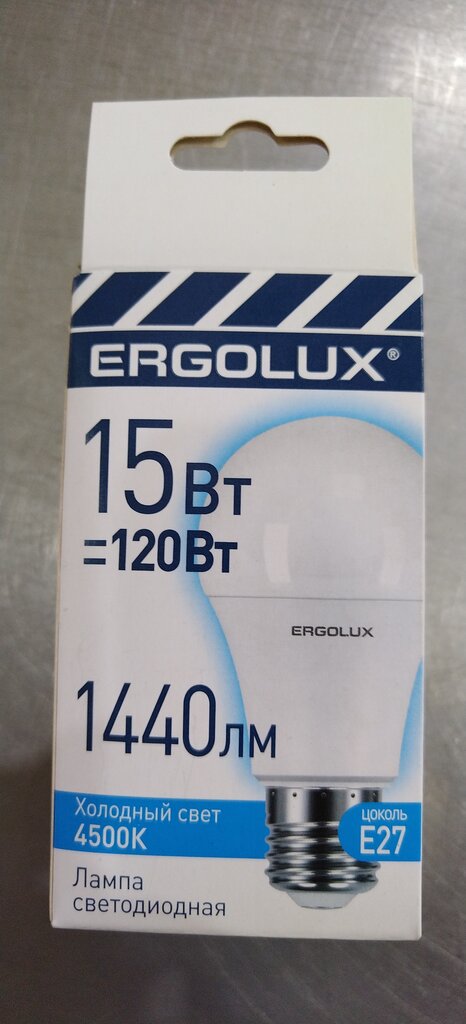 ERGOLUX®
15Вт
=120Вт
ERGOLUX
1440лм
Холодный свет
4500K
цоколь
E27
Лампа
светодиодная